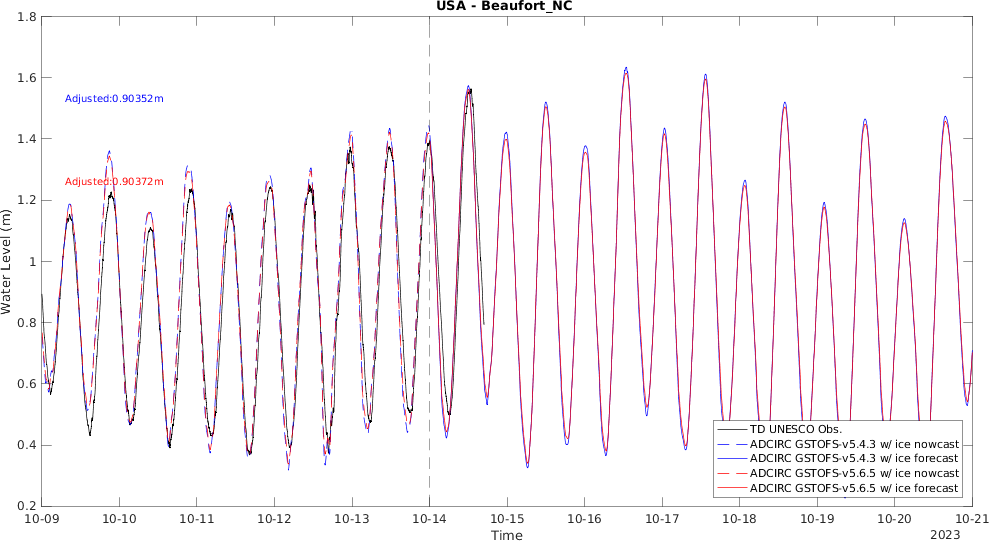 USA - Beaufort_NC
1.8
1.6
1.4
1.2
1
0.8
0.6
0.4
0.2
Water Level (m)
Adjusted:0.90352m
Adjusted:0.90372m
TD UNESCO Obs.
ADCIRC GSTOFS-v5.4.3 w/ ice nowcast
ADCIRC GSTOFS-v5.4.3 w/ ice forecast
ADCIRC GSTOFS-v5.6.5 w/ ice nowcast
ADCIRC GSTOFS-v5.6.5 w/ ice forecast
10-09 10-10 10-11 10-12 10-13 10-14 10-15 10-16 10-17 10-18 10-19 10-20 10-21
Time
2023